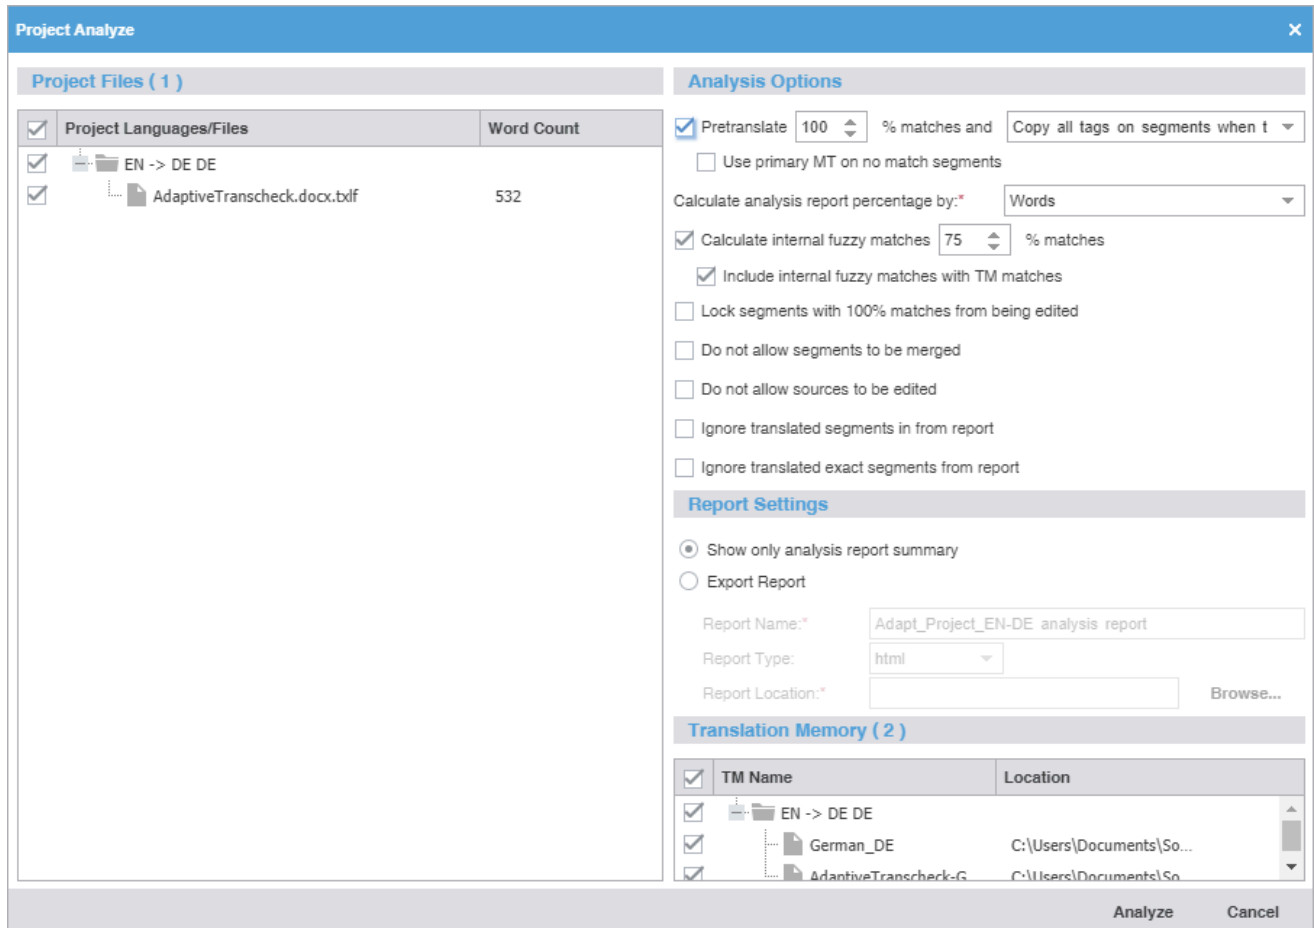 Project Analyze
Project Files ( 1 )
Project Languages/Files Word Count
EN -> DE DE
AdaptiveTranscheck.docx.txlf 532
Analysis Options
Pretranslate 100 % matches and Copy all tags on segments when t
Use primary MT on no match segments
Calculate analysis report percentage by:* Words
Calculate internal fuzzy matches 75 % matches
Include internal fuzzy matches with TM matches
Lock segments with 100% matches from being edited
Do not allow segments to be merged
Do not allow sources to be edited
Ignore translated segments in from report
Ignore translated exact segments from report
Report Settings
Show only analysis report summary
Export Report
Report Name:* Adapt_Project_EN-DE analysis report
Report Type: html
Report Location:* Browse...
Translation Memory ( 2 )
TM Name Location
EN -> DE DE
German_DE C:\Users\Documents\So...
AdaptiveTranscheck-G C:\Users\Documents\So
Analyze Cancel